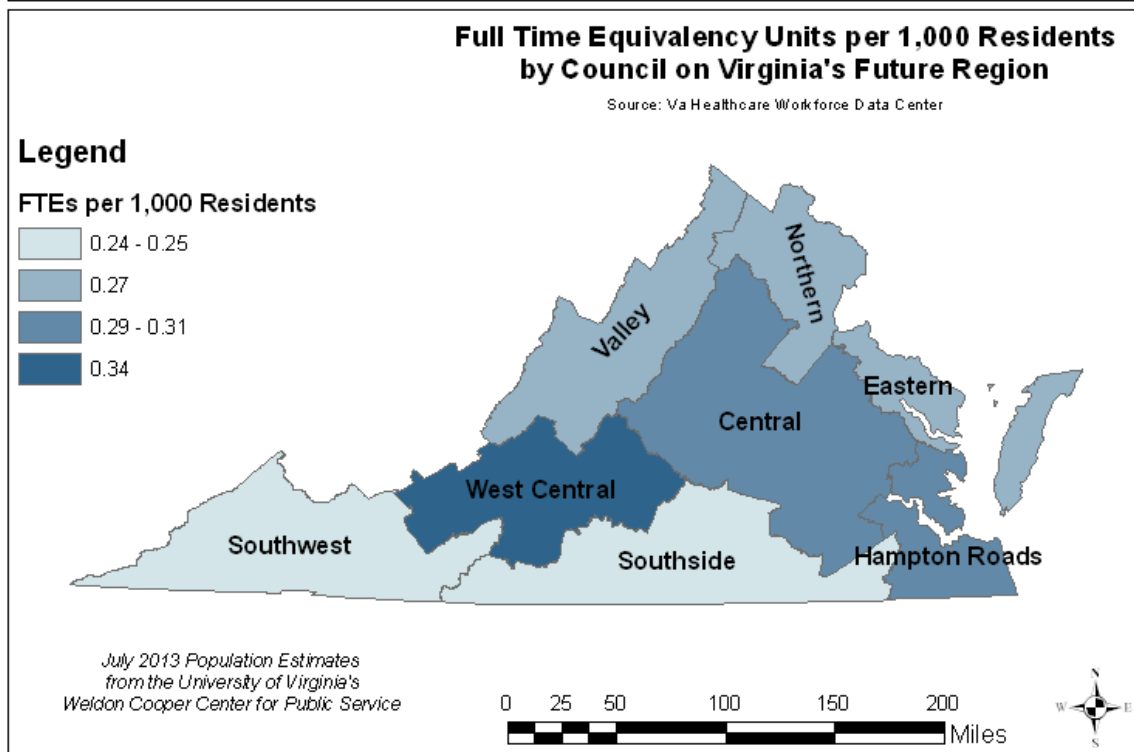 Full Time Equivalency Units per 1,000 Residents
by Council on Virginia's Future Region
Source: Va Healthcare Workforce Data Center
Legend
FTEs per 1,000 Residents
0.24 - 0.25
0.27
0.29 - 0.31
0.34
Northern
Valley
Eastern
Central
West Central
Southwest
Southside
Hampton Roads
July 2013 Population Estimates
from the University of Virginia's
Weldon Cooper Center for Public Service
0 25 50 100 150 200
Miles
N
W E
S